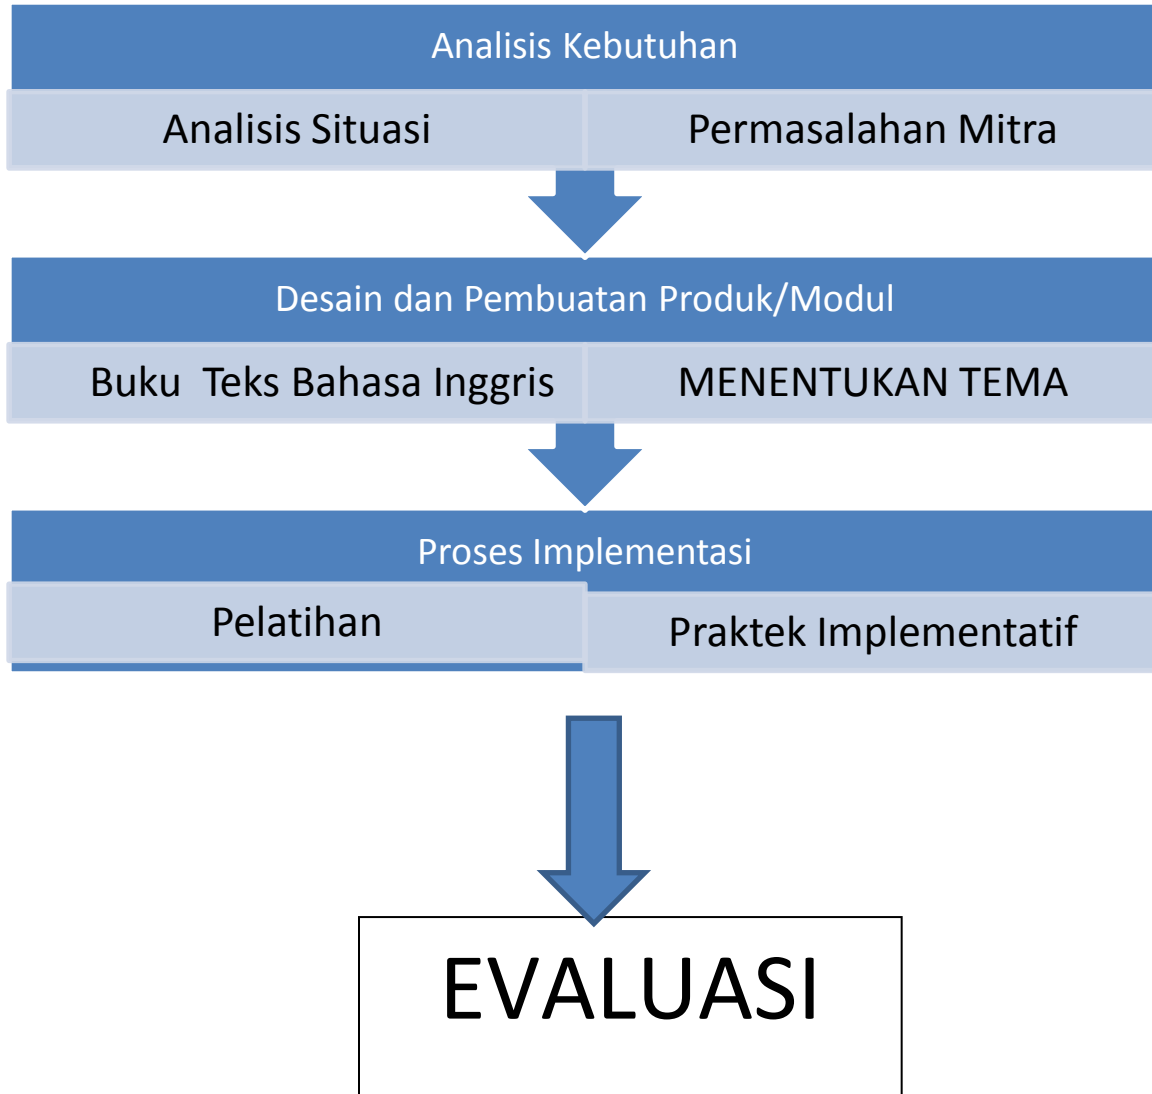 Analisis Kebutuhan
Analisis Situasi
Permasalahan Mitra
Desain dan Pembuatan Produk/Modul
Buku Teks Bahasa Inggris
MENENTUKAN TEMA
Proses Implementasi
Pelatihan
Praktek Implementatif
EVALUASI